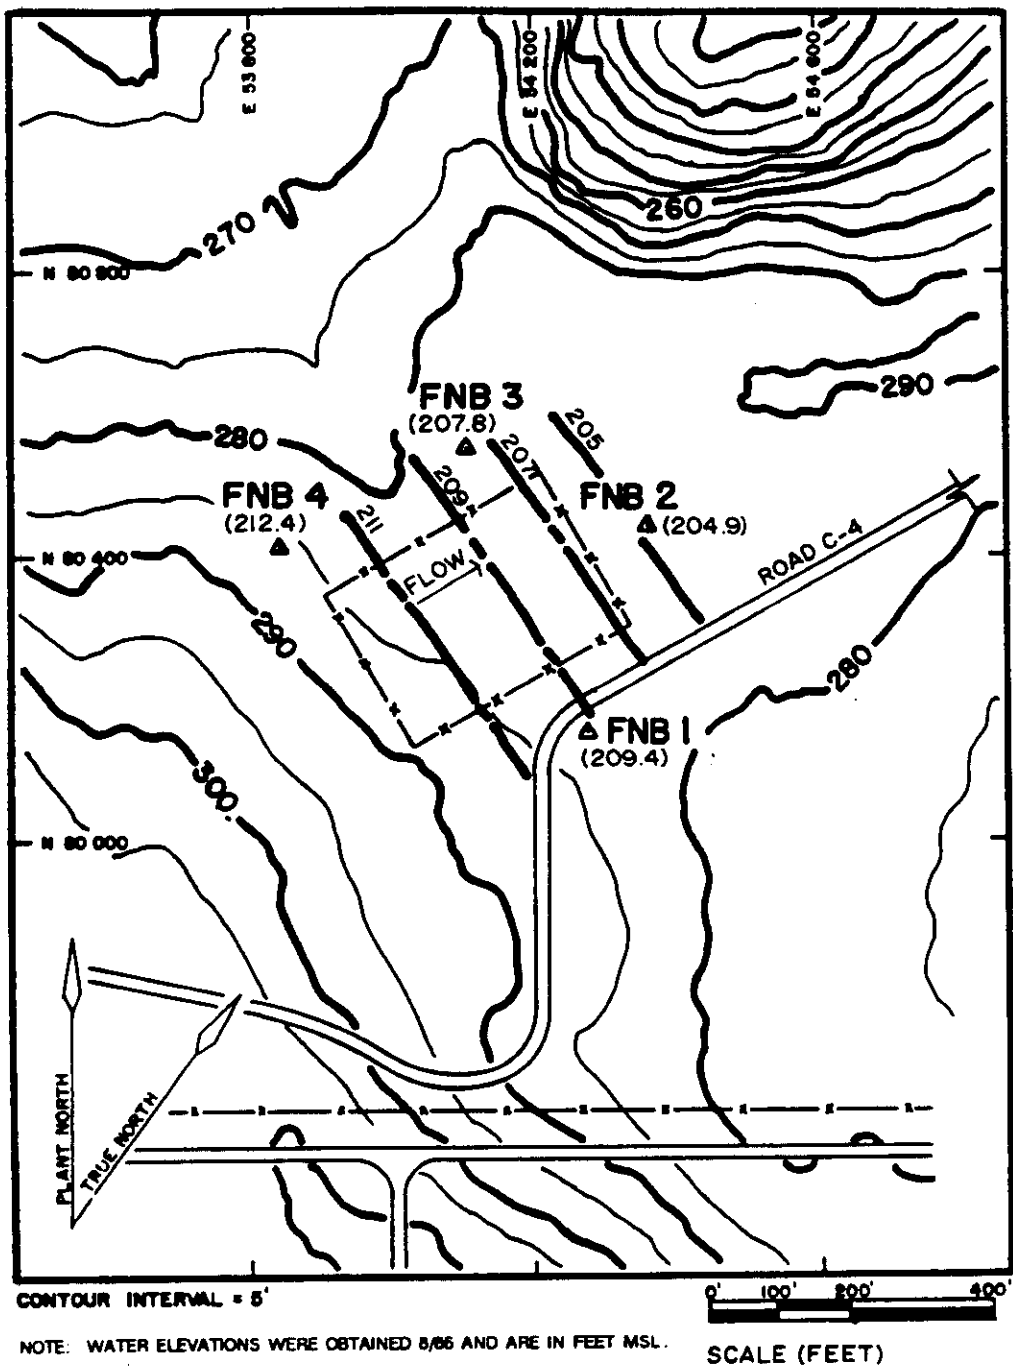 E 53 800
E 54 200
E 54 600
260
270
N 80 800
290
FNB 3
(207.8)
205
280
207
209
FNB 4
(212.4)
211
FNB 2
(204.9)
N 80 400
FLOW
ROAD C-4
290
280
FNB 1
(209.4)
300
N 80 000
PLANT NORTH
TRUE NORTH
CONTOUR INTERVAL = 5'
0' 100' 200' 400'
NOTE: WATER ELEVATIONS WERE OBTAINED 5/86 AND ARE IN FEET MSL.
SCALE (FEET)